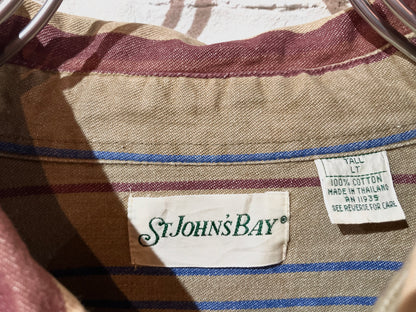 ST. JOHN'S BAY®
TALL
LT
100% COTTON
MADE IN THAILAND
RN 11935
SEE REVERSE FOR CARE